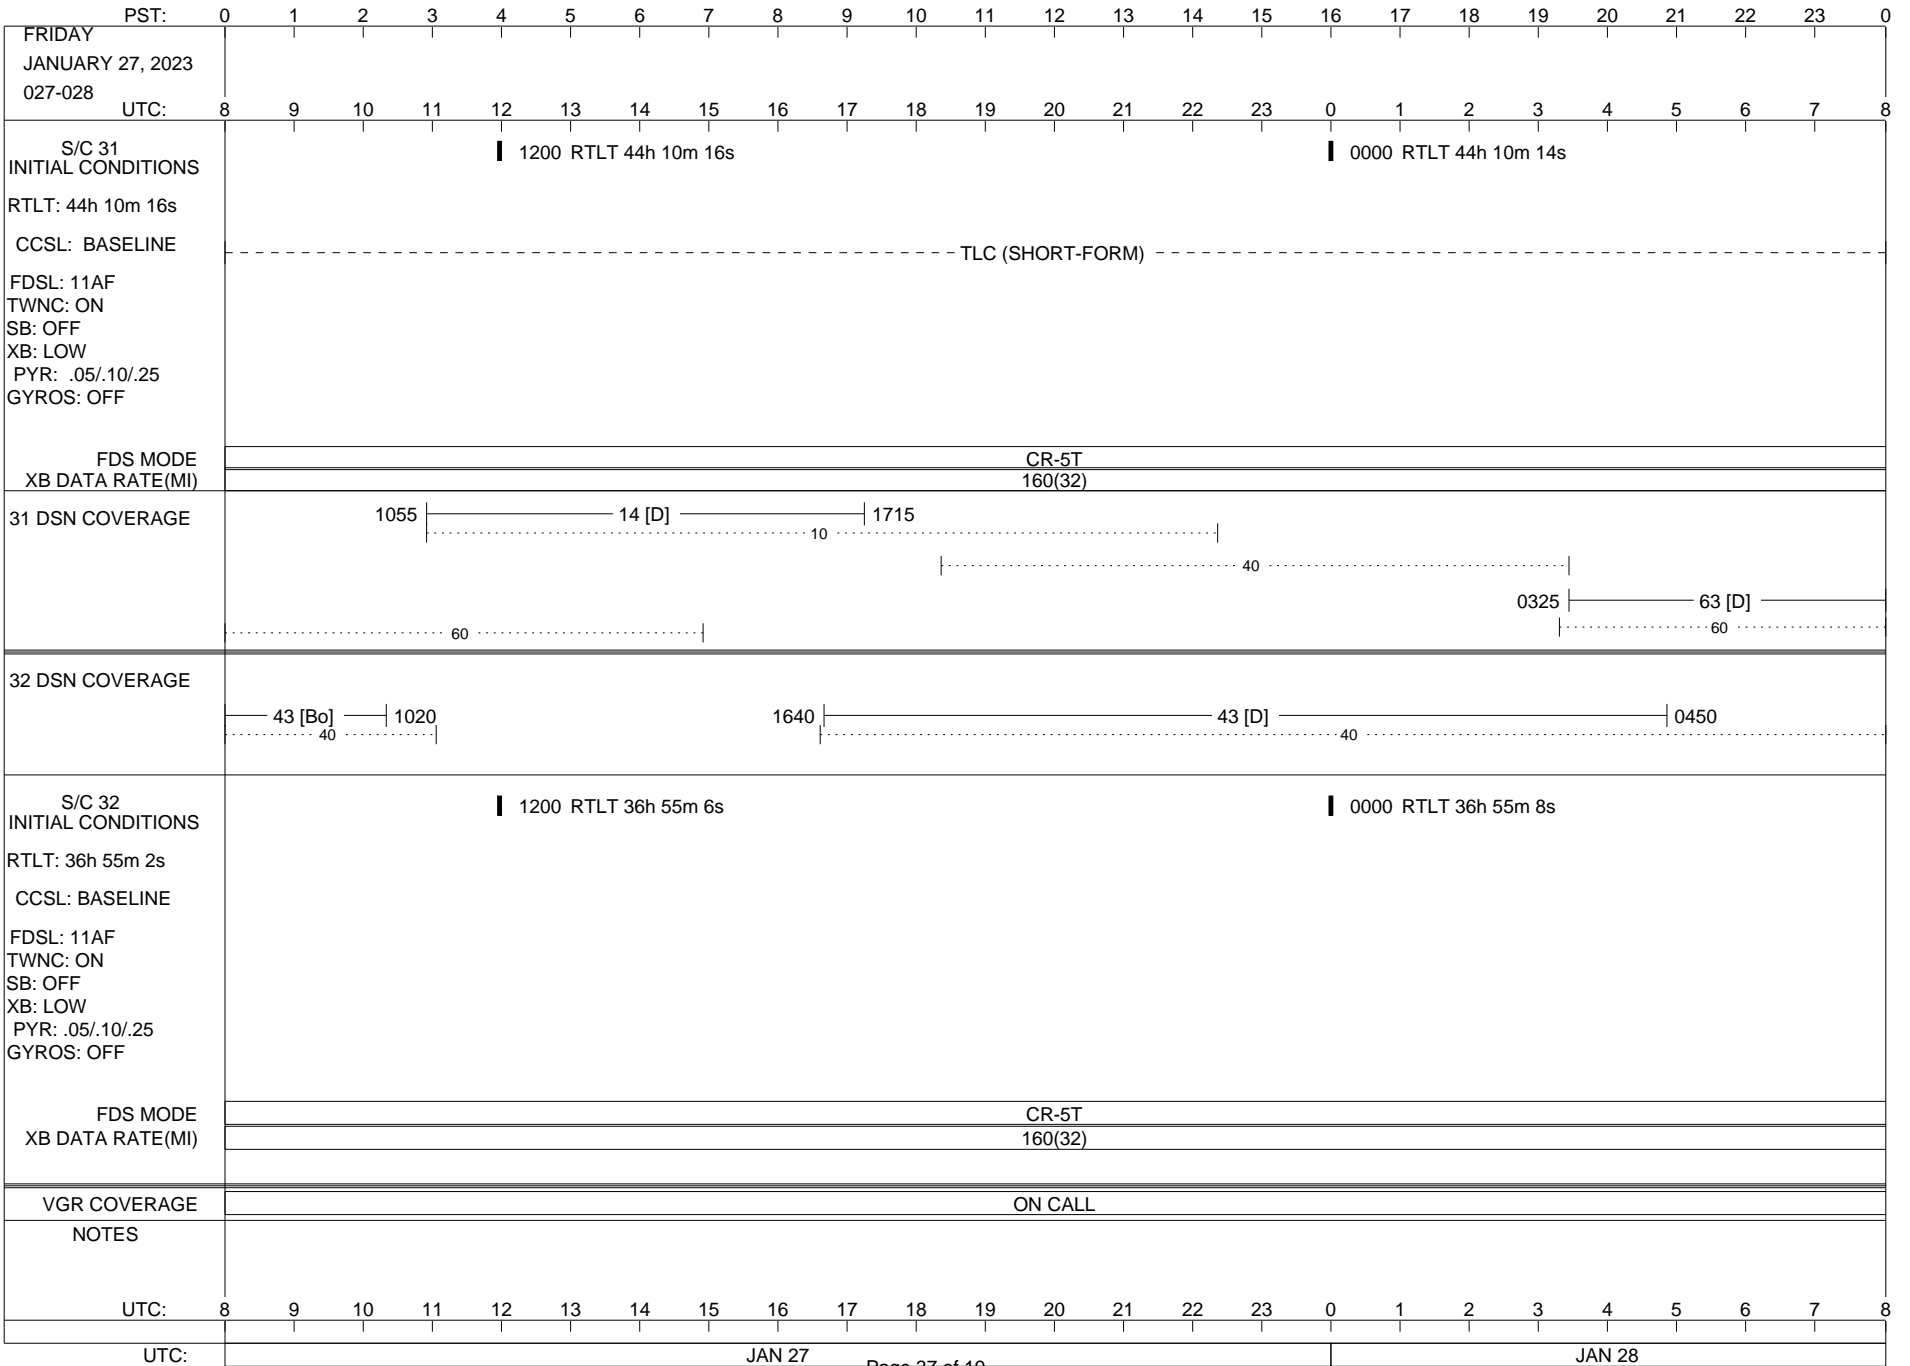 PST: 0 1 2 3 4 5 6 7 8 9 10 11 12 13 14 15 16 17 18 19 20 21 22 23 0
FRIDAY
JANUARY 27, 2023
027-028
UTC: 8 9 10 11 12 13 14 15 16 17 18 19 20 21 22 23 0 1 2 3 4 5 6 7 8
S/C 31
INITIAL CONDITIONS
1200 RTLT 44h 10m 16s
0000 RTLT 44h 10m 14s
RTLT: 44h 10m 16s
CCSL: BASELINE
TLC (SHORT-FORM)
FDSL: 11AF
TWNC: ON
SB: OFF
XB: LOW
PYR: .05/.10/.25
GYROS: OFF
FDS MODE CR-5T
XB DATA RATE(MI) 160(32)
31 DSN COVERAGE
1055 14 [D] 1715
10
40
0325 63 [D]
60 60
32 DSN COVERAGE
43 [Bo] 1020 1640 43 [D] 0450
40 40
S/C 32
INITIAL CONDITIONS
1200 RTLT 36h 55m 6s
0000 RTLT 36h 55m 8s
RTLT: 36h 55m 2s
CCSL: BASELINE
FDSL: 11AF
TWNC: ON
SB: OFF
XB: LOW
PYR: .05/.10/.25
GYROS: OFF
FDS MODE CR-5T
XB DATA RATE(MI) 160(32)
VGR COVERAGE ON CALL
NOTES
UTC: 8 9 10 11 12 13 14 15 16 17 18 19 20 21 22 23 0 1 2 3 4 5 6 7 8
UTC: JAN 27 JAN 28
Page 27 of 19